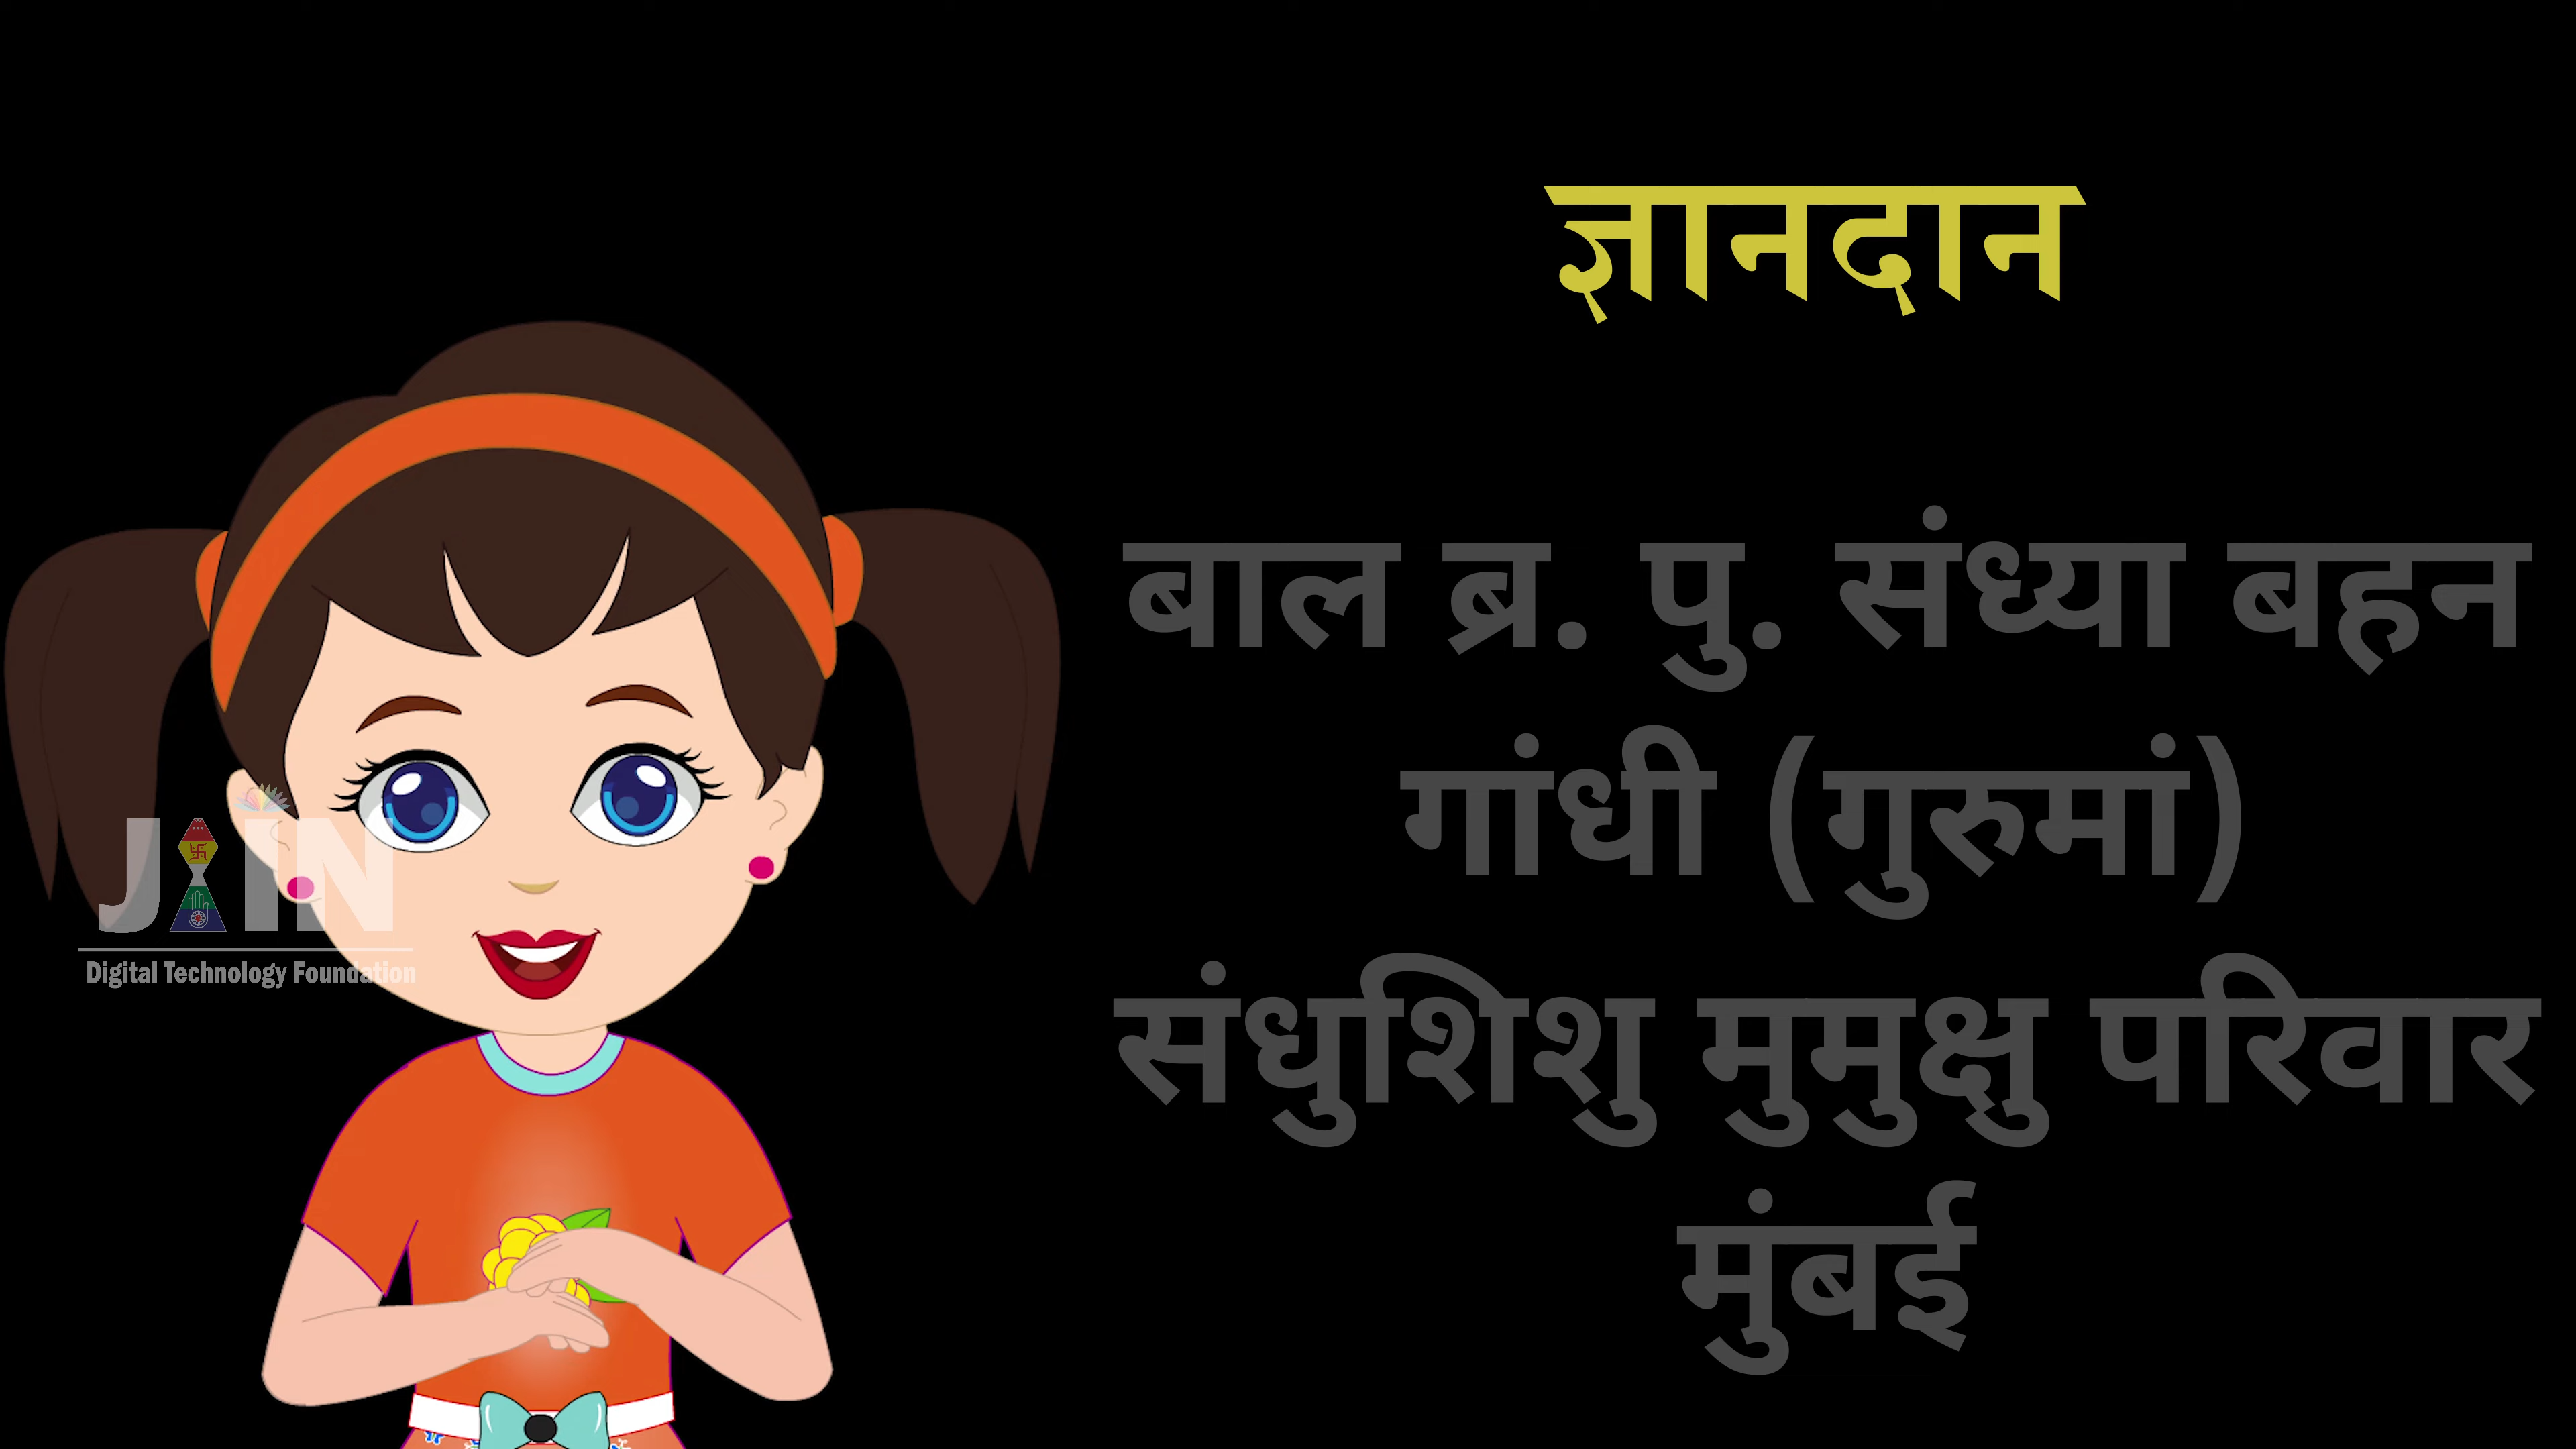 ज्ञानदान
बाल ब्र. पु. संध्या बहन
गांधी (गुरुमां)
संधुशिशु मुमुक्षु परिवार
मुंबई
JAIN
Digital Technology Foundation